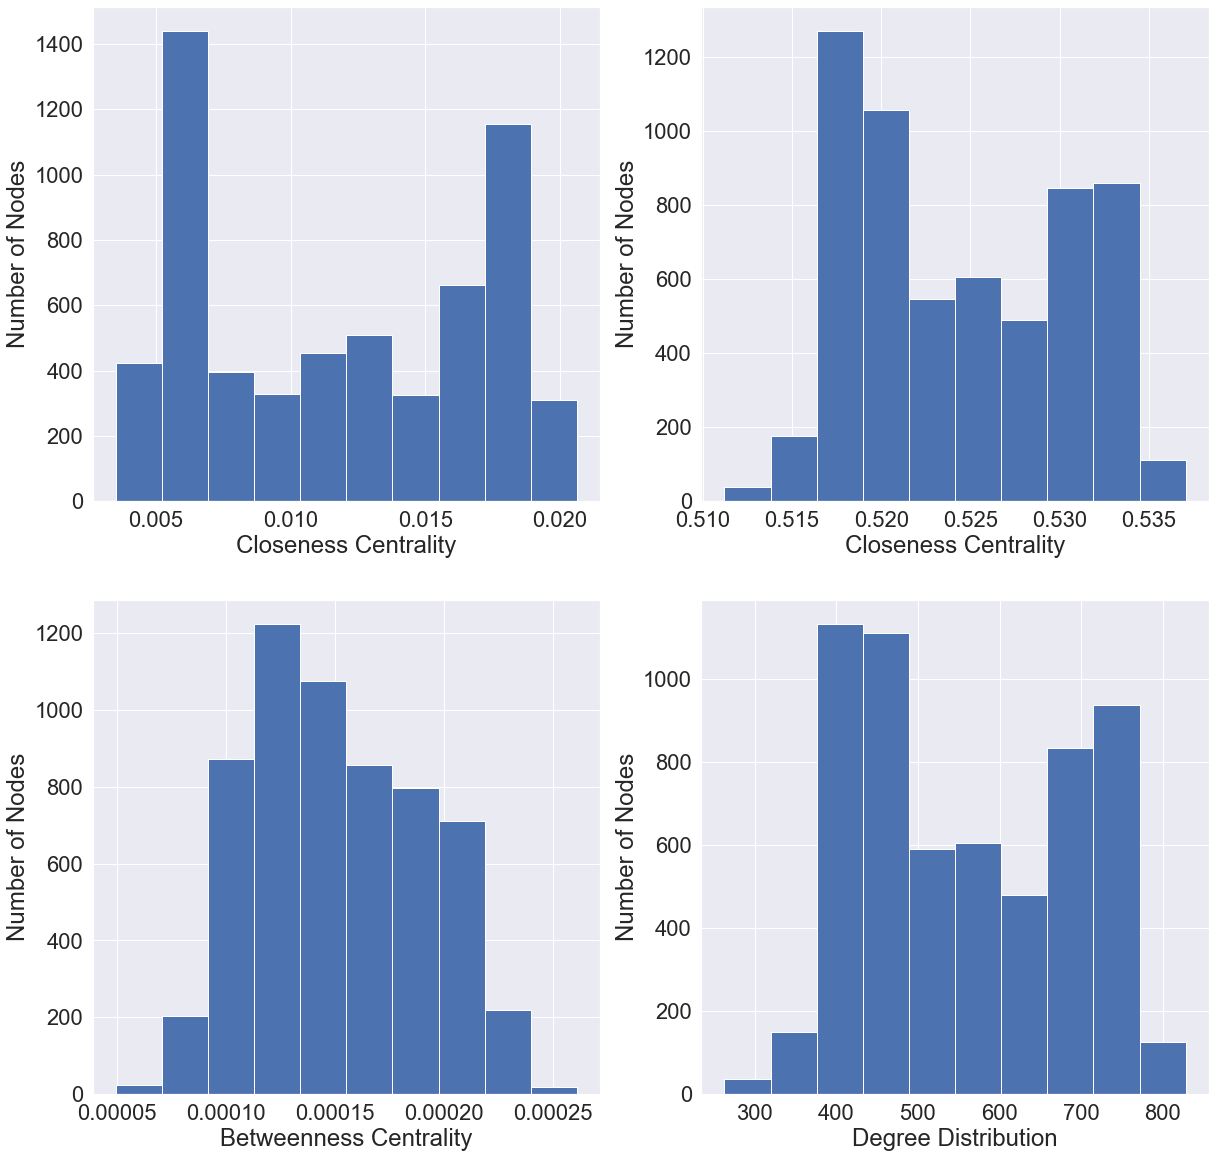 1400
1200
1000
800
600
400
200
0
Number of Nodes
0.005 0.010 0.015 0.020
Closeness Centrality
1200
1000
800
600
400
200
0
Number of Nodes
0.510 0.515 0.520 0.525 0.530 0.535
Closeness Centrality
1200
1000
800
600
400
200
0
Number of Nodes
0.00005 0.00010 0.00015 0.00020 0.00025
Betweenness Centrality
1000
800
600
400
200
0
Number of Nodes
300 400 500 600 700 800
Degree Distribution